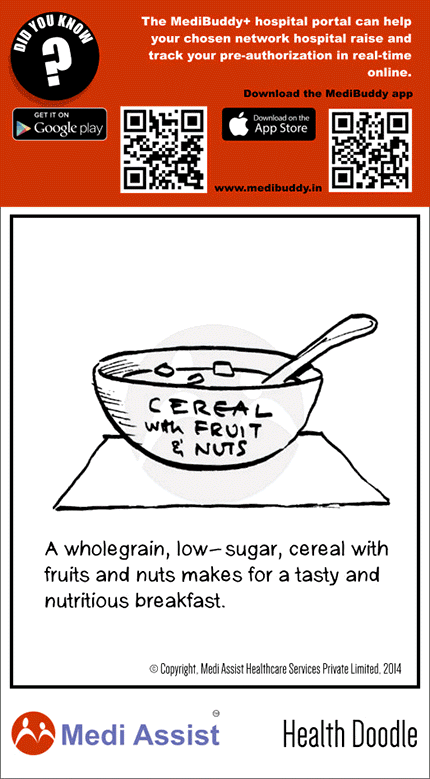 DID YOU KNOW
?
The MediBuddy+ hospital portal can help
your chosen network hospital raise and
track your pre-authorization in real-time
online.
Download the MediBuddy app
GET IT ON
Google play
Download on the
App Store
www.medibuddy.in
CEREAL
with FRUIT
& NUTS
A wholegrain, low-sugar, cereal with
fruits and nuts makes for a tasty and
nutritious breakfast.
© Copyright, Medi Assist Healthcare Services Private Limited, 2014
Medi Assist
Health Doodle